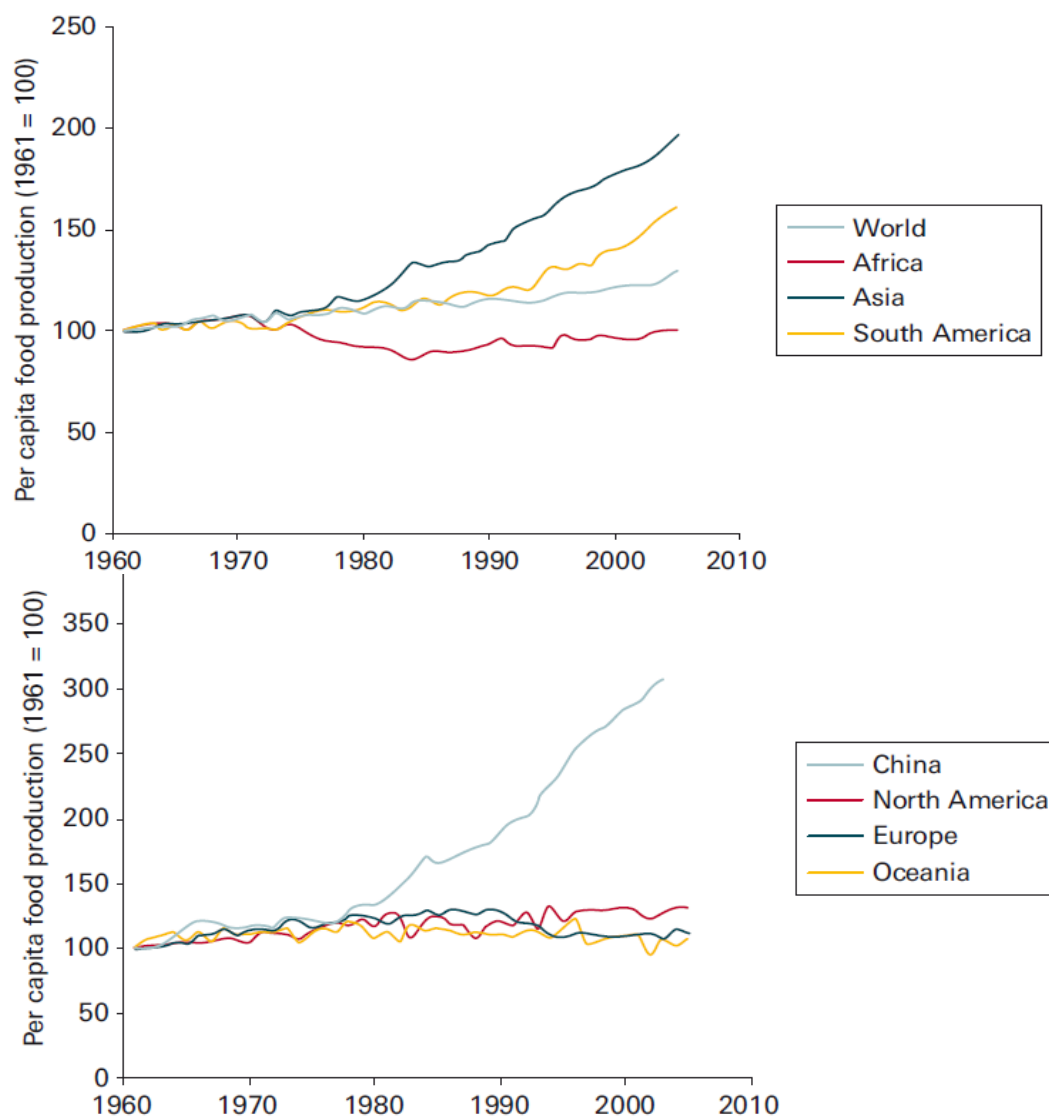 Per capita food production (1961 = 100)
250
200
150
100
50
0
1960 1970 1980 1990 2000 2010
World
Africa
Asia
South America
Per capita food production (1961 = 100)
350
300
250
200
150
100
50
0
1960 1970 1980 1990 2000 2010
China
North America
Europe
Oceania